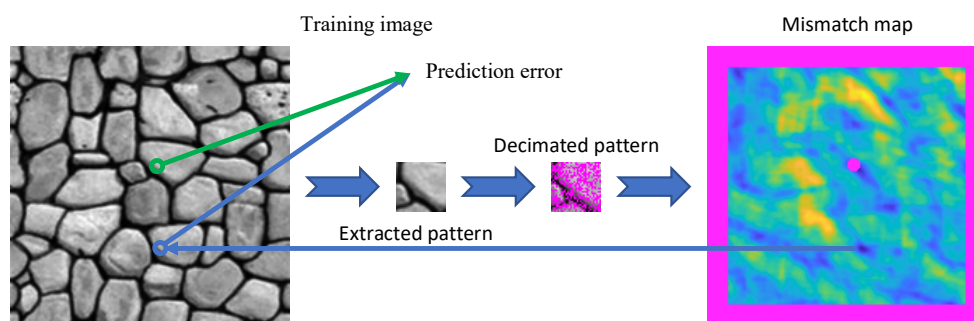 Training image
Mismatch map
Prediction error
Decimated pattern
Extracted pattern